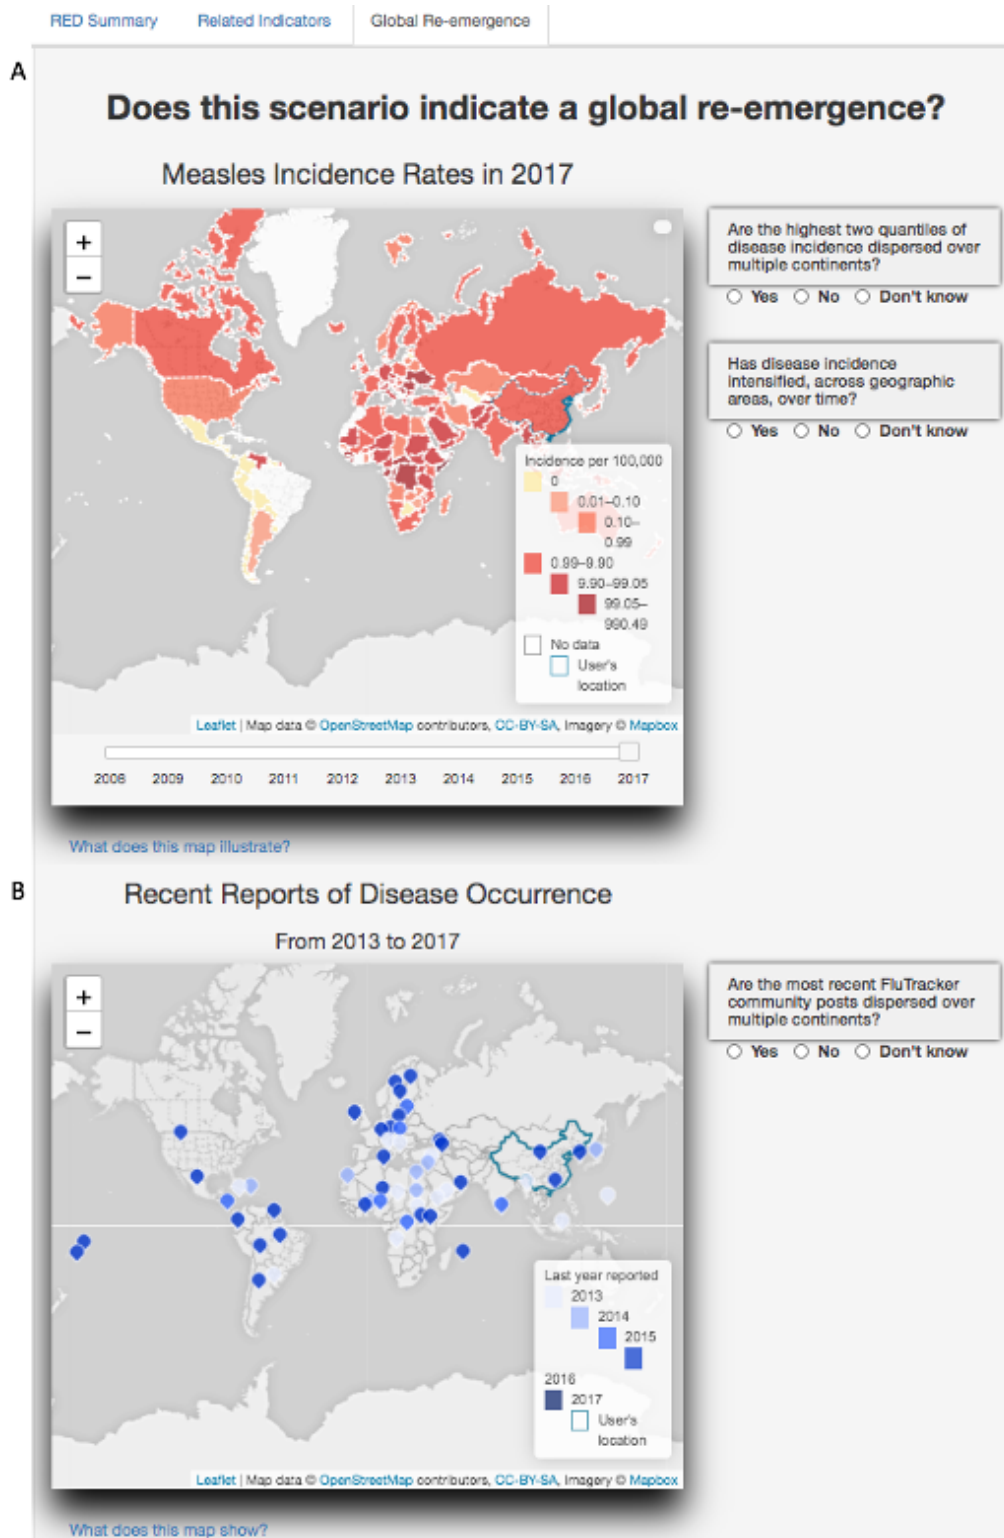 RED Summary Related Indicators Global Re-emergence
A
Does this scenario indicate a global re-emergence?
Measles Incidence Rates in 2017
+
−
Are the highest two quantiles of
disease incidence dispersed over
multiple continents?
Yes No Don't know
Has disease incidence
intensified, across geographic
areas, over time?
Yes No Don't know
Incidence per 100,000
0
0.01–0.10
0.10–
0.99
0.99–9.90
9.90–99.05
99.05–
990.49
No data
User's
location
Leaflet | Map data © OpenStreetMap contributors, CC-BY-SA, Imagery © Mapbox
2008 2009 2010 2011 2012 2013 2014 2015 2016 2017
What does this map illustrate?
B
Recent Reports of Disease Occurrence
From 2013 to 2017
+
−
Are the most recent FluTracker
community posts dispersed over
multiple continents?
Yes No Don't know
Last year reported
2013
2014
2015
2016
2017
User's
location
Leaflet | Map data © OpenStreetMap contributors, CC-BY-SA, Imagery © Mapbox
What does this map show?